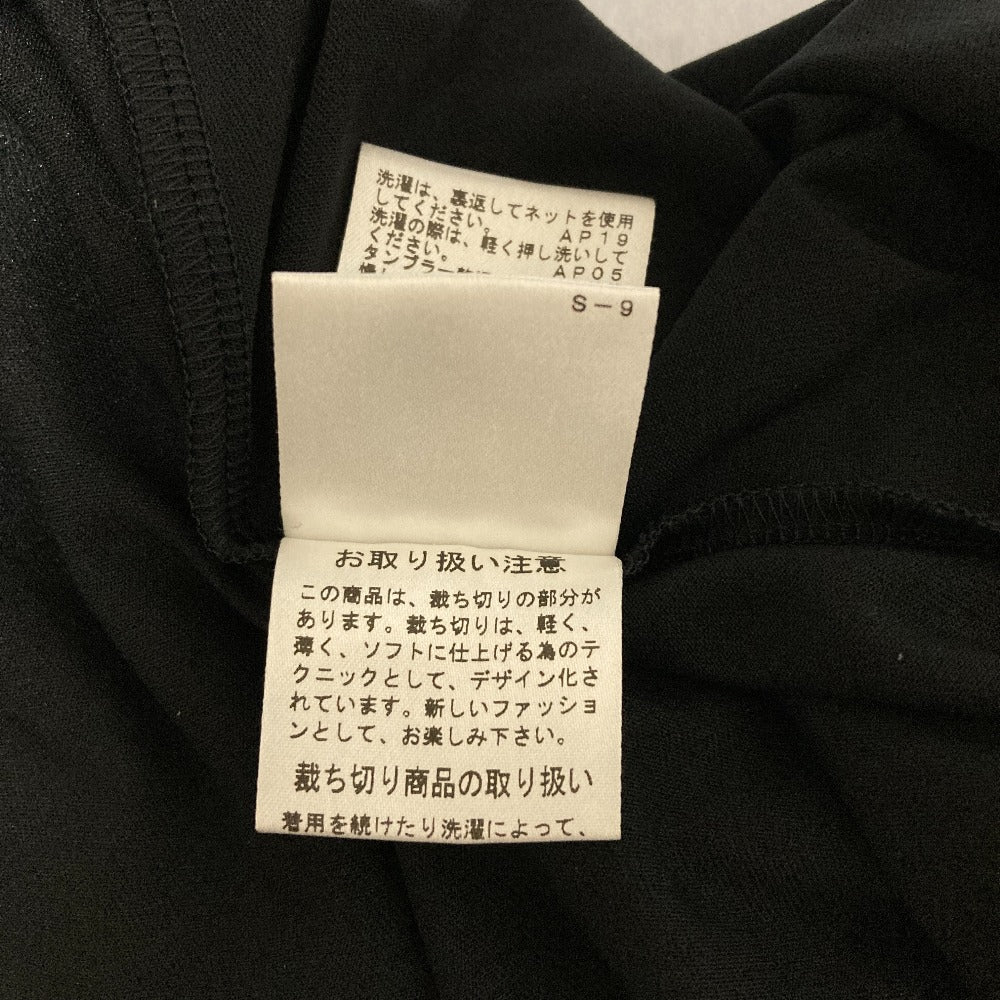 洗濯は、裏返してネットを使用
してください。 AP19
洗濯の際は、軽く押し洗いして
ください。 AP05
タンブラー
S－9
お取り扱い注意
この商品は、裁ち切りの部分が
あります。裁ち切りは、軽く、
薄く、ソフトに仕上げる為のテ
クニックとして、デザイン化さ
れています。新しいファッショ
ンとして、お楽しみ下さい。
裁ち切り商品の取り扱い
着用を続けたり洗濯によって、